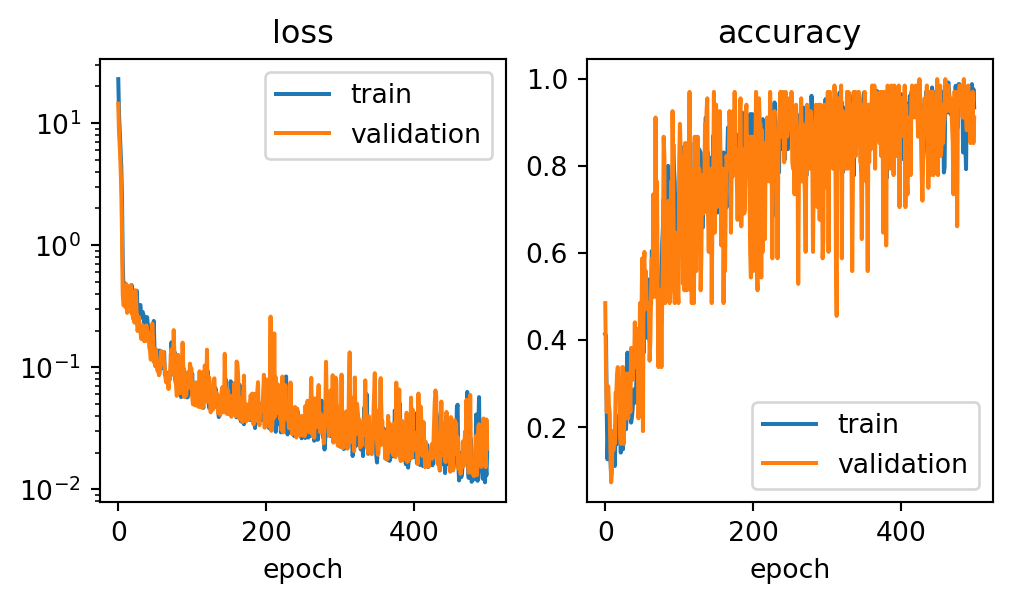 loss
10¹
10⁰
10⁻¹
10⁻²
0
200
400
epoch
train
validation
accuracy
1.0
0.8
0.6
0.4
0.2
0
200
400
epoch
train
validation